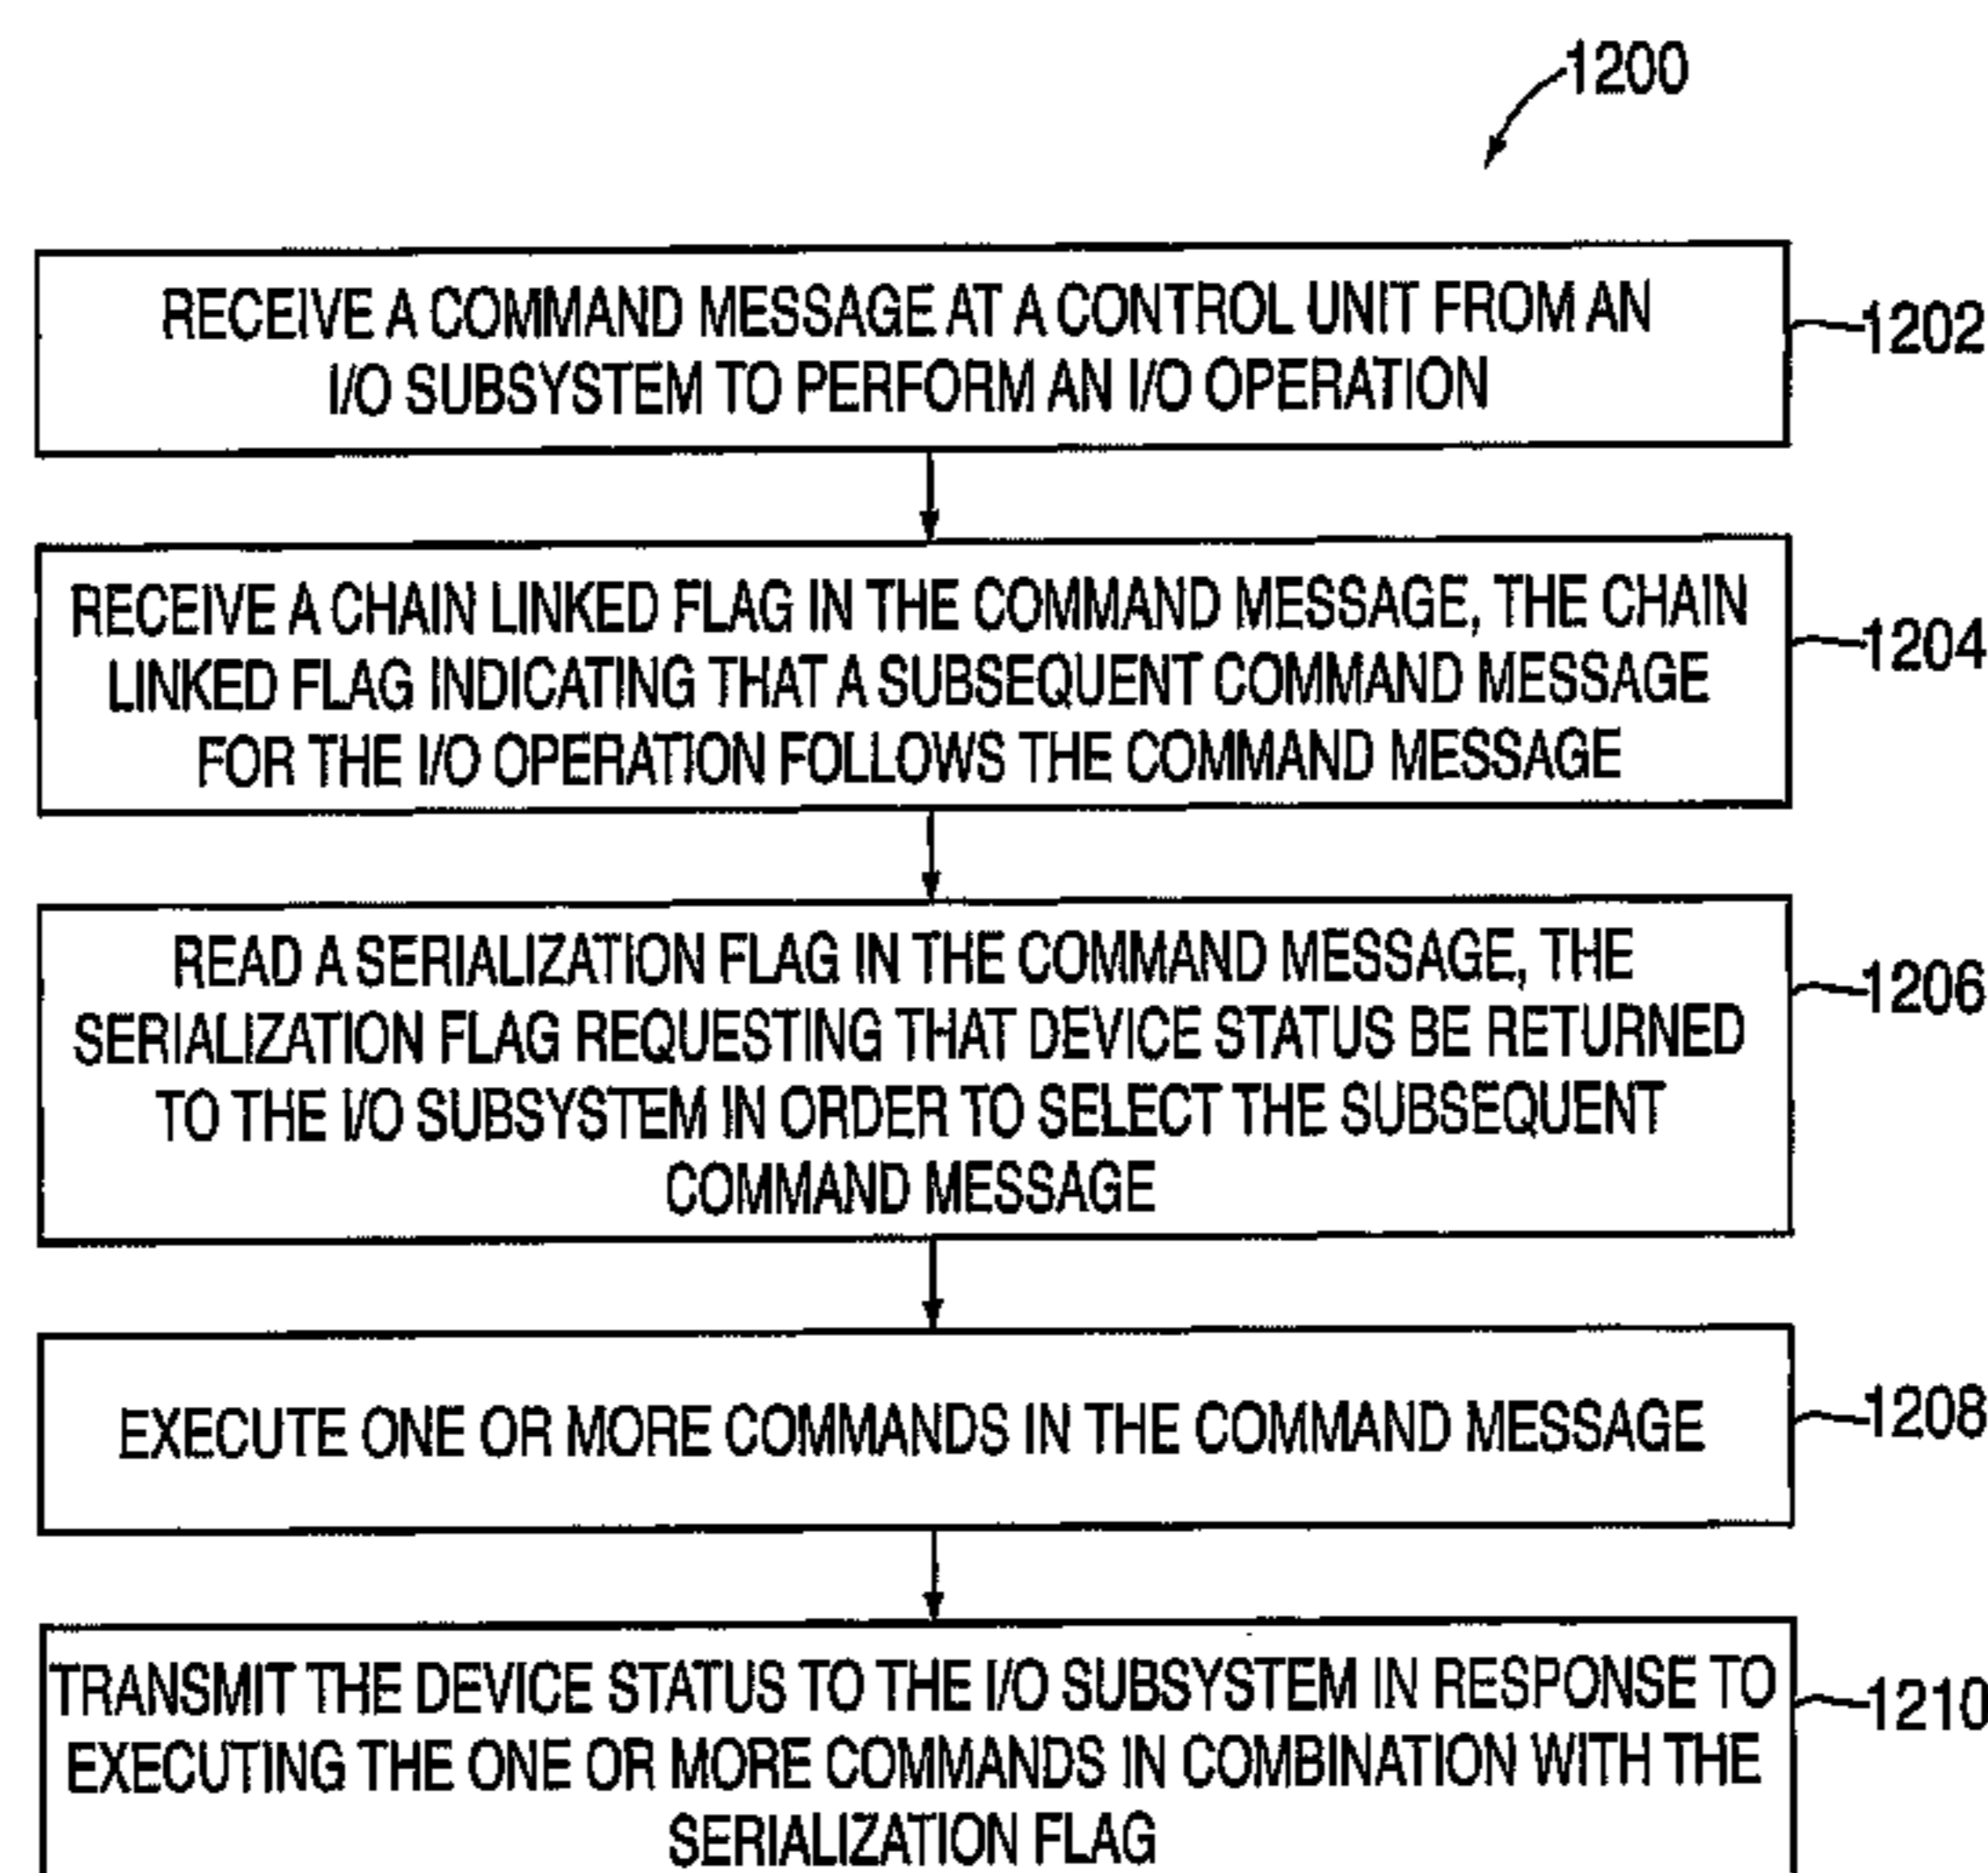 1200
RECEIVE A COMMAND MESSAGE AT A CONTROL UNIT FROM AN
I/O SUBSYSTEM TO PERFORM AN I/O OPERATION
1202
RECEIVE A CHAIN LINKED FLAG IN THE COMMAND MESSAGE, THE CHAIN
LINKED FLAG INDICATING THAT A SUBSEQUENT COMMAND MESSAGE
FOR THE I/O OPERATION FOLLOWS THE COMMAND MESSAGE
1204
READ A SERIALIZATION FLAG IN THE COMMAND MESSAGE, THE
SERIALIZATION FLAG REQUESTING THAT DEVICE STATUS BE RETURNED
TO THE I/O SUBSYSTEM IN ORDER TO SELECT THE SUBSEQUENT
COMMAND MESSAGE
1206
EXECUTE ONE OR MORE COMMANDS IN THE COMMAND MESSAGE
1208
TRANSMIT THE DEVICE STATUS TO THE I/O SUBSYSTEM IN RESPONSE TO
EXECUTING THE ONE OR MORE COMMANDS IN COMBINATION WITH THE
SERIALIZATION FLAG
1210